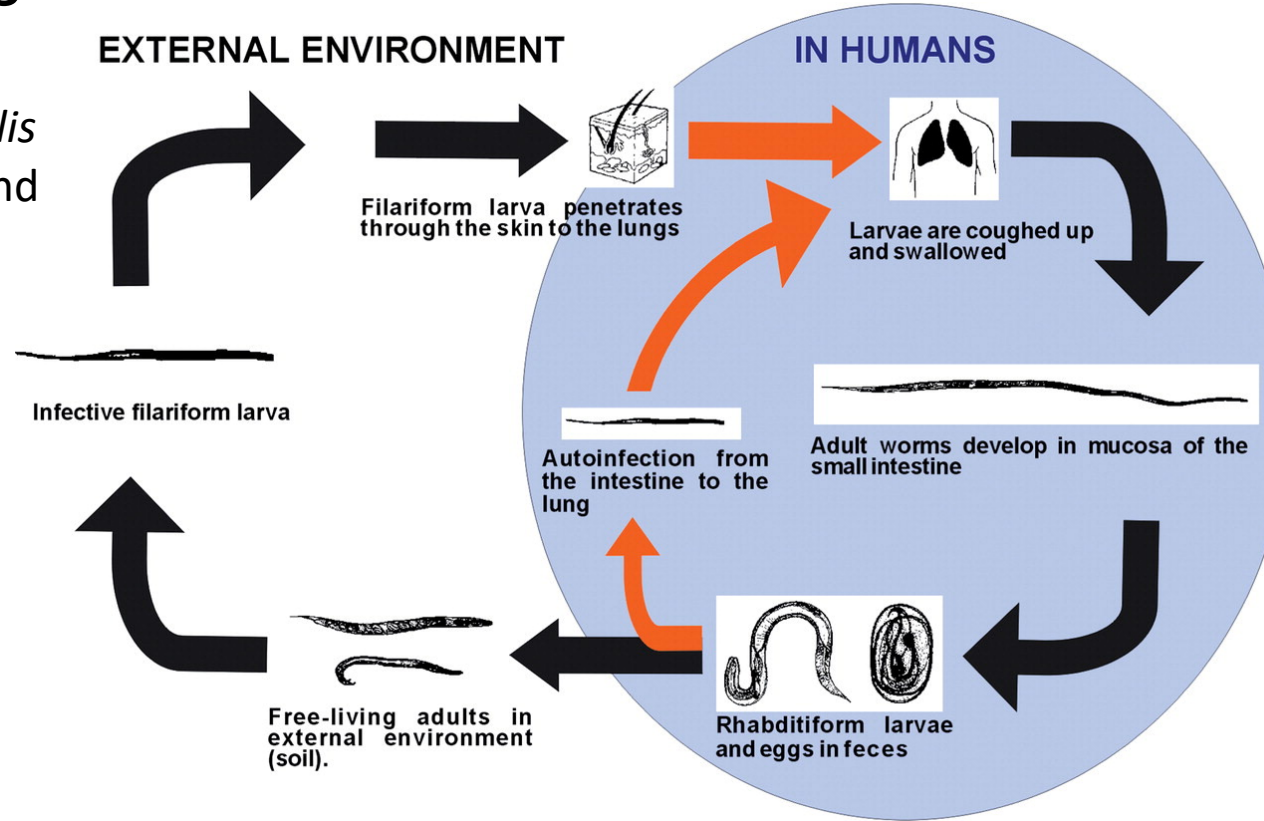 EXTERNAL ENVIRONMENT
IN HUMANS
lis
nd
Filariform larva penetrates
through the skin to the lungs
Larvae are coughed up
and swallowed
Infective filariform larva
Autoinfection from
the intestine to the
lung
Adult worms develop in mucosa of the
small intestine
Free-living adults in
external environment
(soil).
Rhabditiform larvae
and eggs in feces